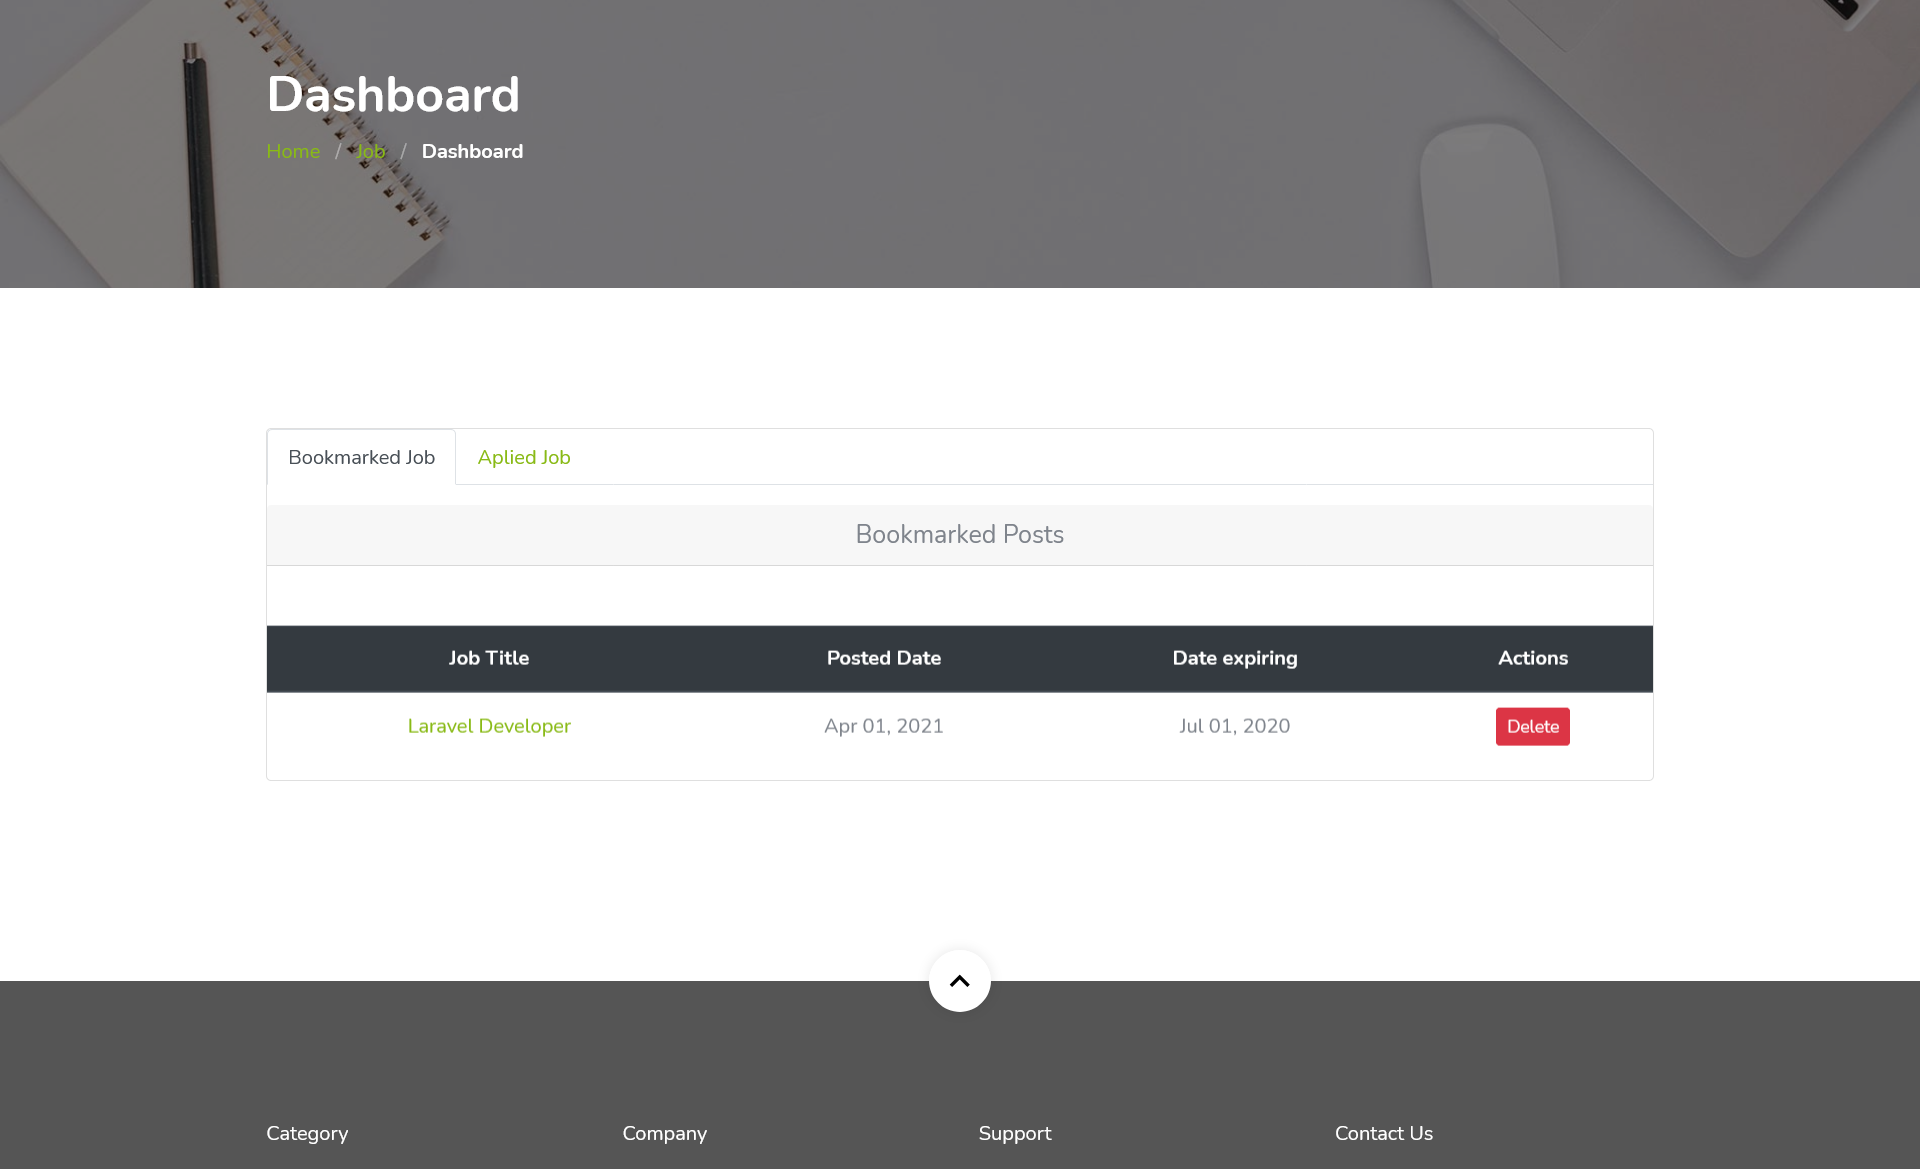 Dashboard
Home / Job / Dashboard
Bookmarked Job Aplied Job
Bookmarked Posts
Job Title Posted Date Date expiring Actions
Laravel Developer Apr 01, 2021 Jul 01, 2020 Delete
Category Company Support Contact Us